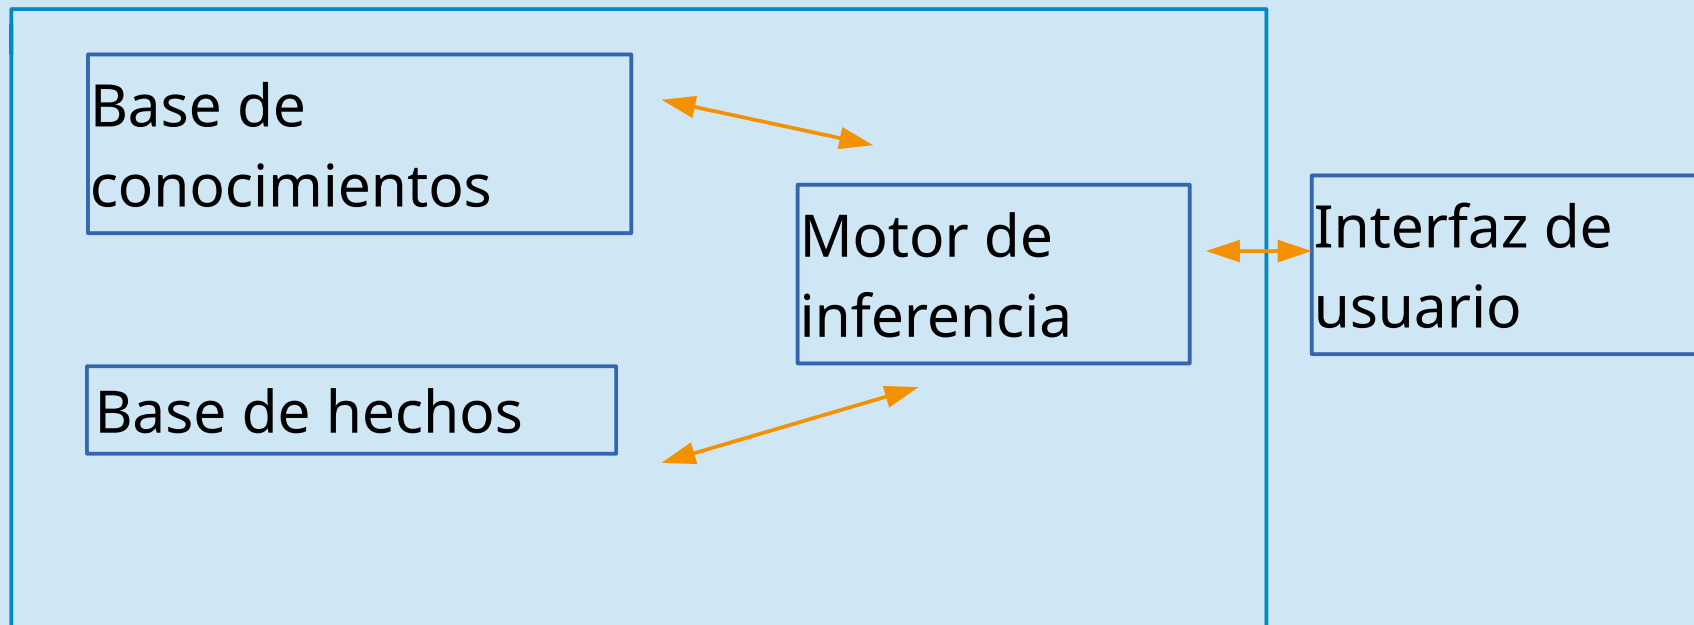 Base de
conocimientos
Motor de
inferencia
Interfaz de
usuario
Base de hechos